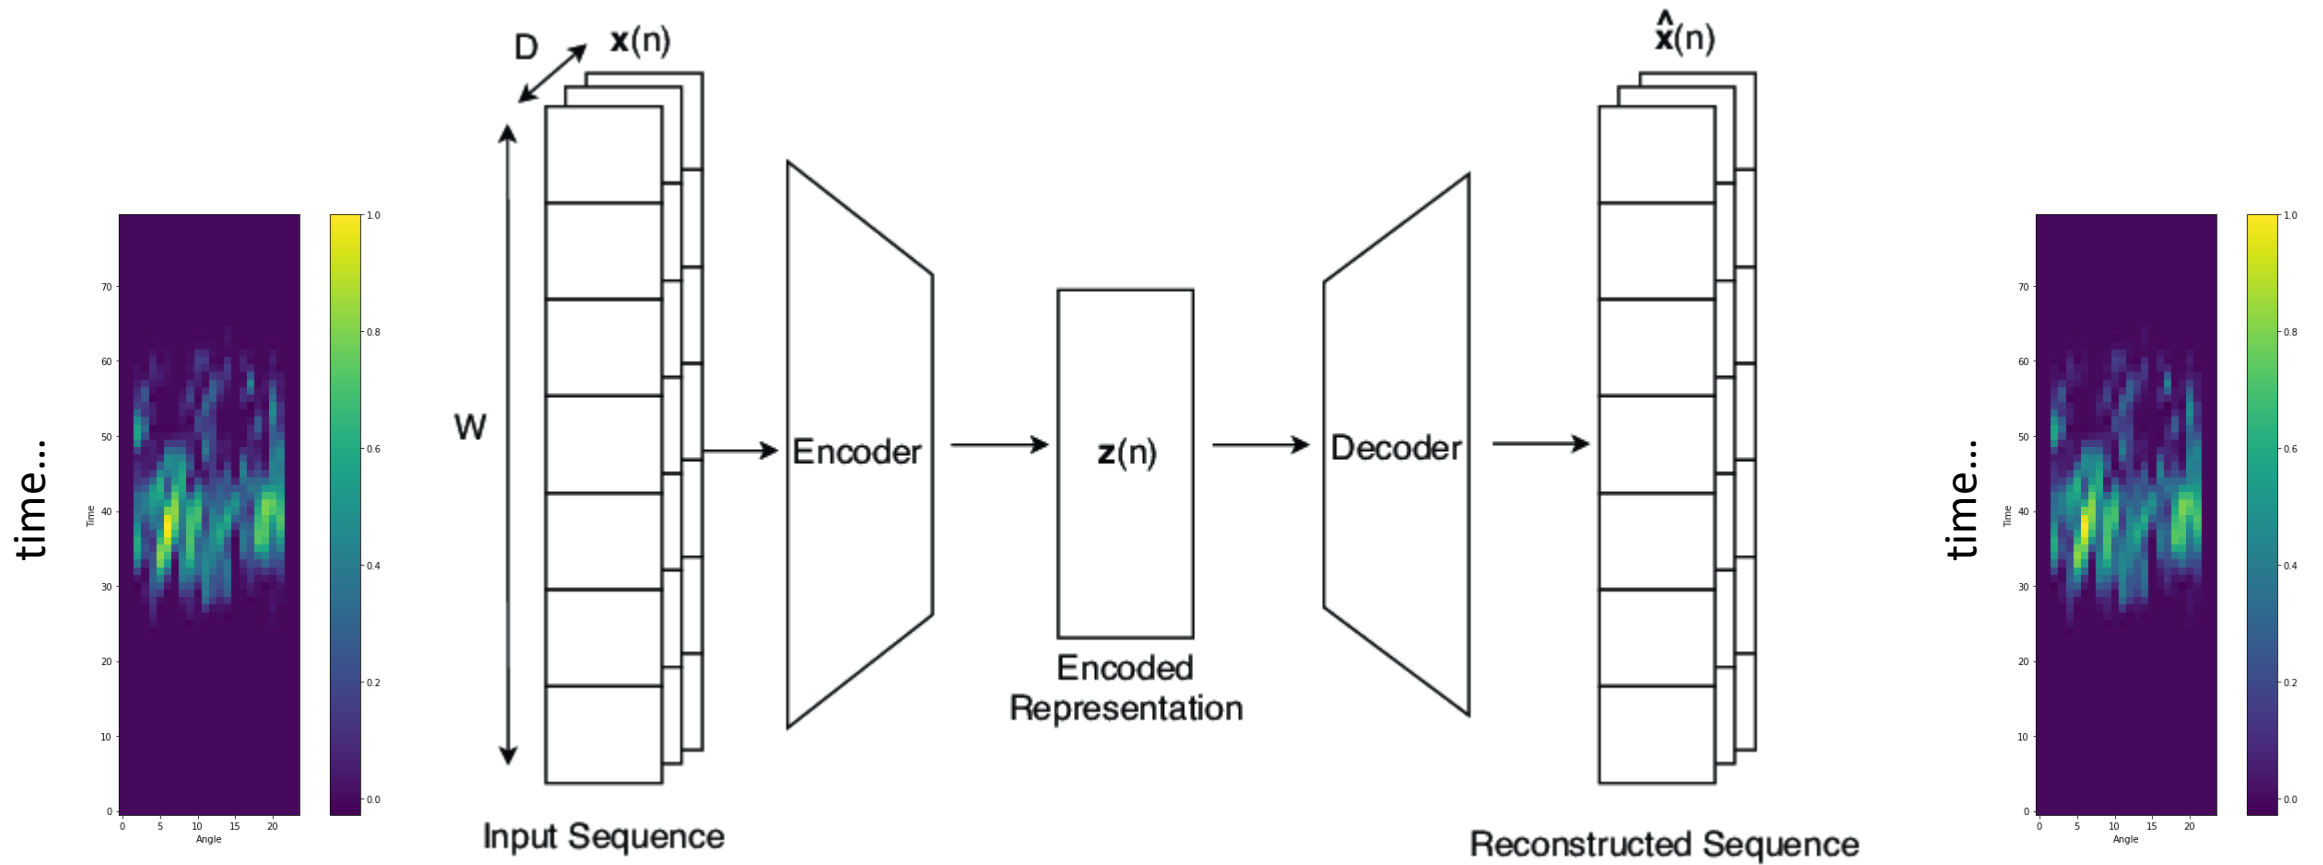 time...
70
60
50
40
30
20
10
0
Time
0 5 10 15 20
Angle
1.0
0.8
0.6
0.4
0.2
0.0
D
x(n)
W
Input Sequence
Encoder
z(n)
Encoded
Representation
Decoder
x̂(n)
Reconstructed Sequence
time...
70
60
50
40
30
20
10
0
Time
0 5 10 15 20
Angle
1.0
0.8
0.6
0.4
0.2
0.0